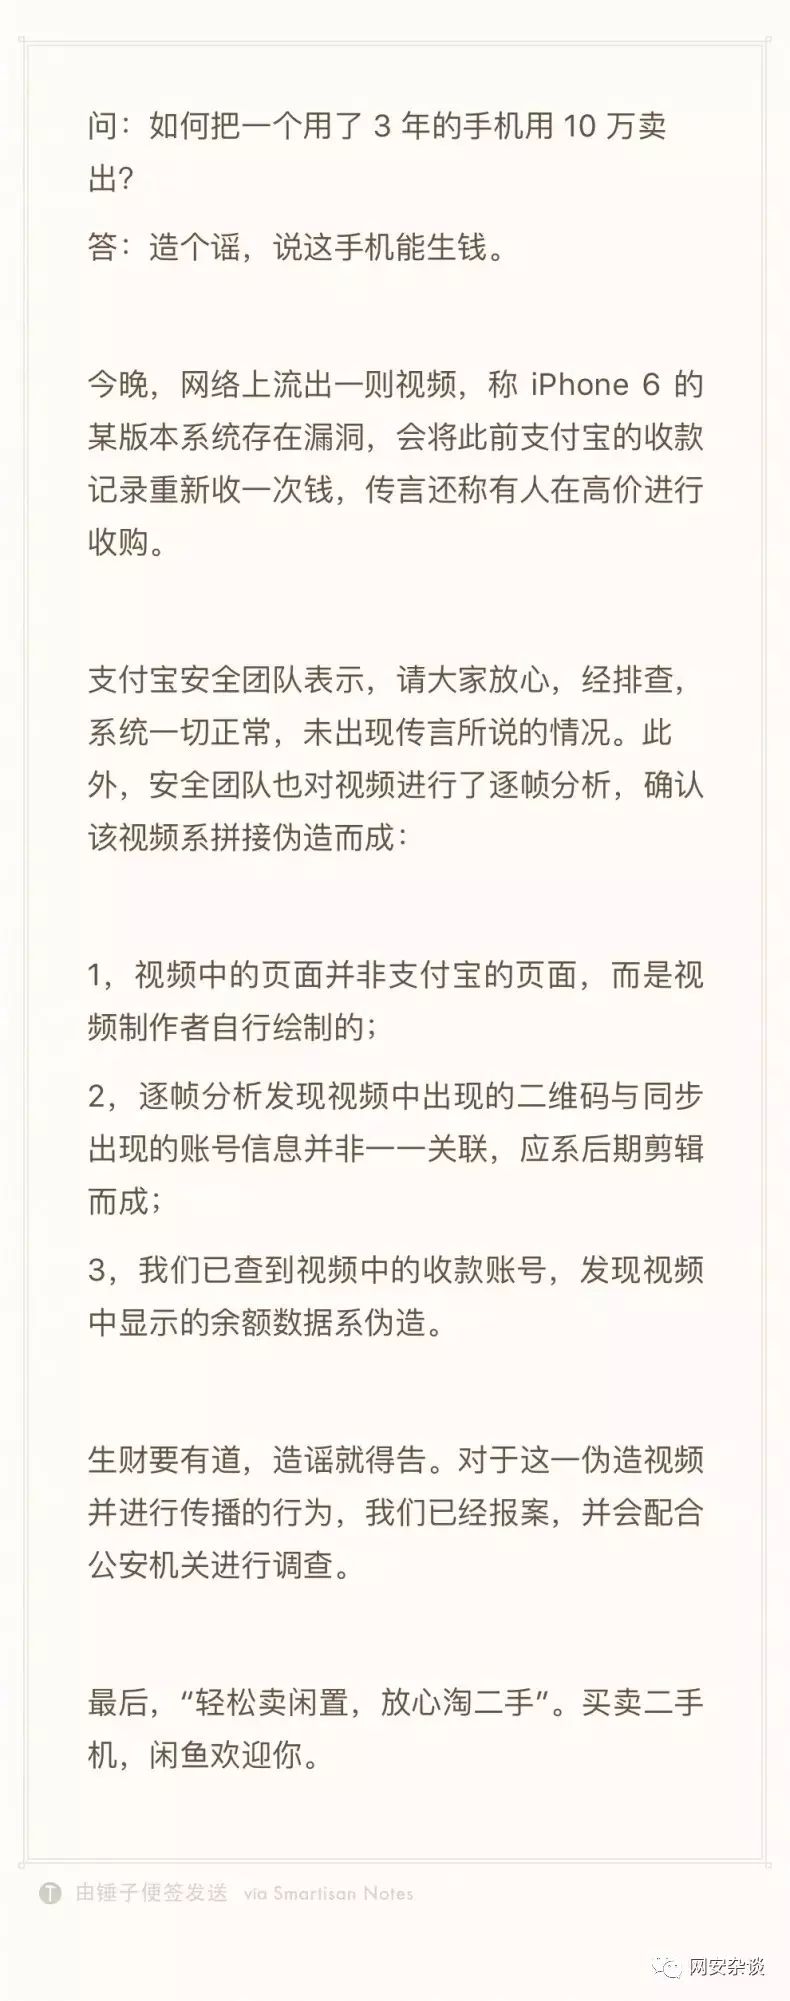 问：如何把一个用了 3 年的手机用 10 万卖
出？
答：造个谣，说这手机能生钱。
今晚，网络上流出一则视频，称 iPhone 6 的
某版本系统存在漏洞，会将此前支付宝的收款
记录重新收一次钱，传言还称有人在高价进行
收购。
支付宝安全团队表示，请大家放心，经排查，
系统一切正常，未出现传言所说的情况。此
外，安全团队也对视频进行了逐帧分析，确认
该视频系拼接伪造而成：
1，视频中的页面并非支付宝的页面，而是视
频制作者自行绘制的；
2，逐帧分析发现视频中出现的二维码与同步
出现的账号信息并非一一关联，应系后期剪辑
而成；
3，我们已查到视频中的收款账号，发现视频
中显示的余额数据系伪造。
生财要有道，造谣就得告。对于这一伪造视频
并进行传播的行为，我们已经报案，并会配合
公安机关进行调查。
最后，“轻松卖闲置，放心淘二手”。买卖二手
机，闲鱼欢迎你。
由锤子便签发送 via Smartisan Notes
网安杂谈